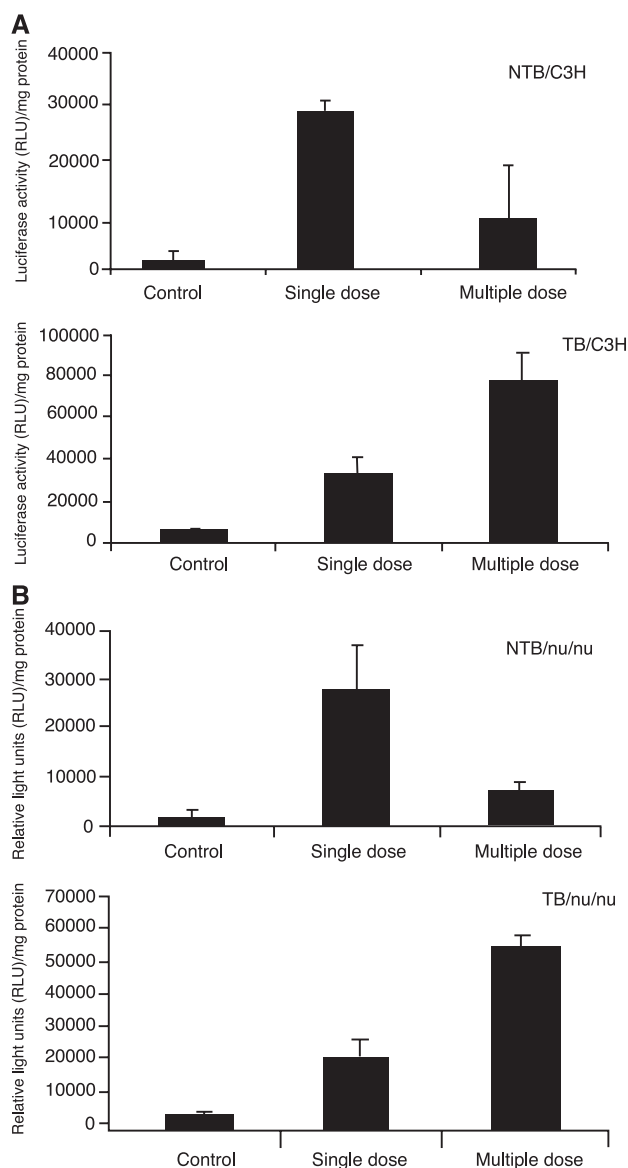 A
Luciferase activity (RLU)/mg protein
40000
30000
20000
10000
0
NTB/C3H
Control Single dose Multiple dose
Luciferase activity (RLU)/mg protein
100000
80000
60000
40000
20000
0
TB/C3H
Control Single dose Multiple dose
B
Relative light units (RLU)/mg protein
40000
30000
20000
10000
0
NTB/nu/nu
Control Single dose Multiple dose
Relative light units (RLU)/mg protein
70000
60000
50000
40000
30000
20000
10000
0
TB/nu/nu
Control Single dose Multiple dose